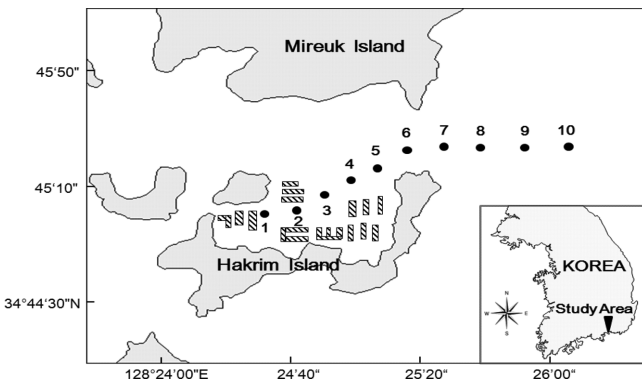 Mireuk Island
45'50"
6 7 8 9 10
5
4
45'10"
3
2
1
Hakrim Island
KOREA
Study Area
N
W E
S
34°44'30"
128°24'00"E 24'40" 25'20" 26'00"